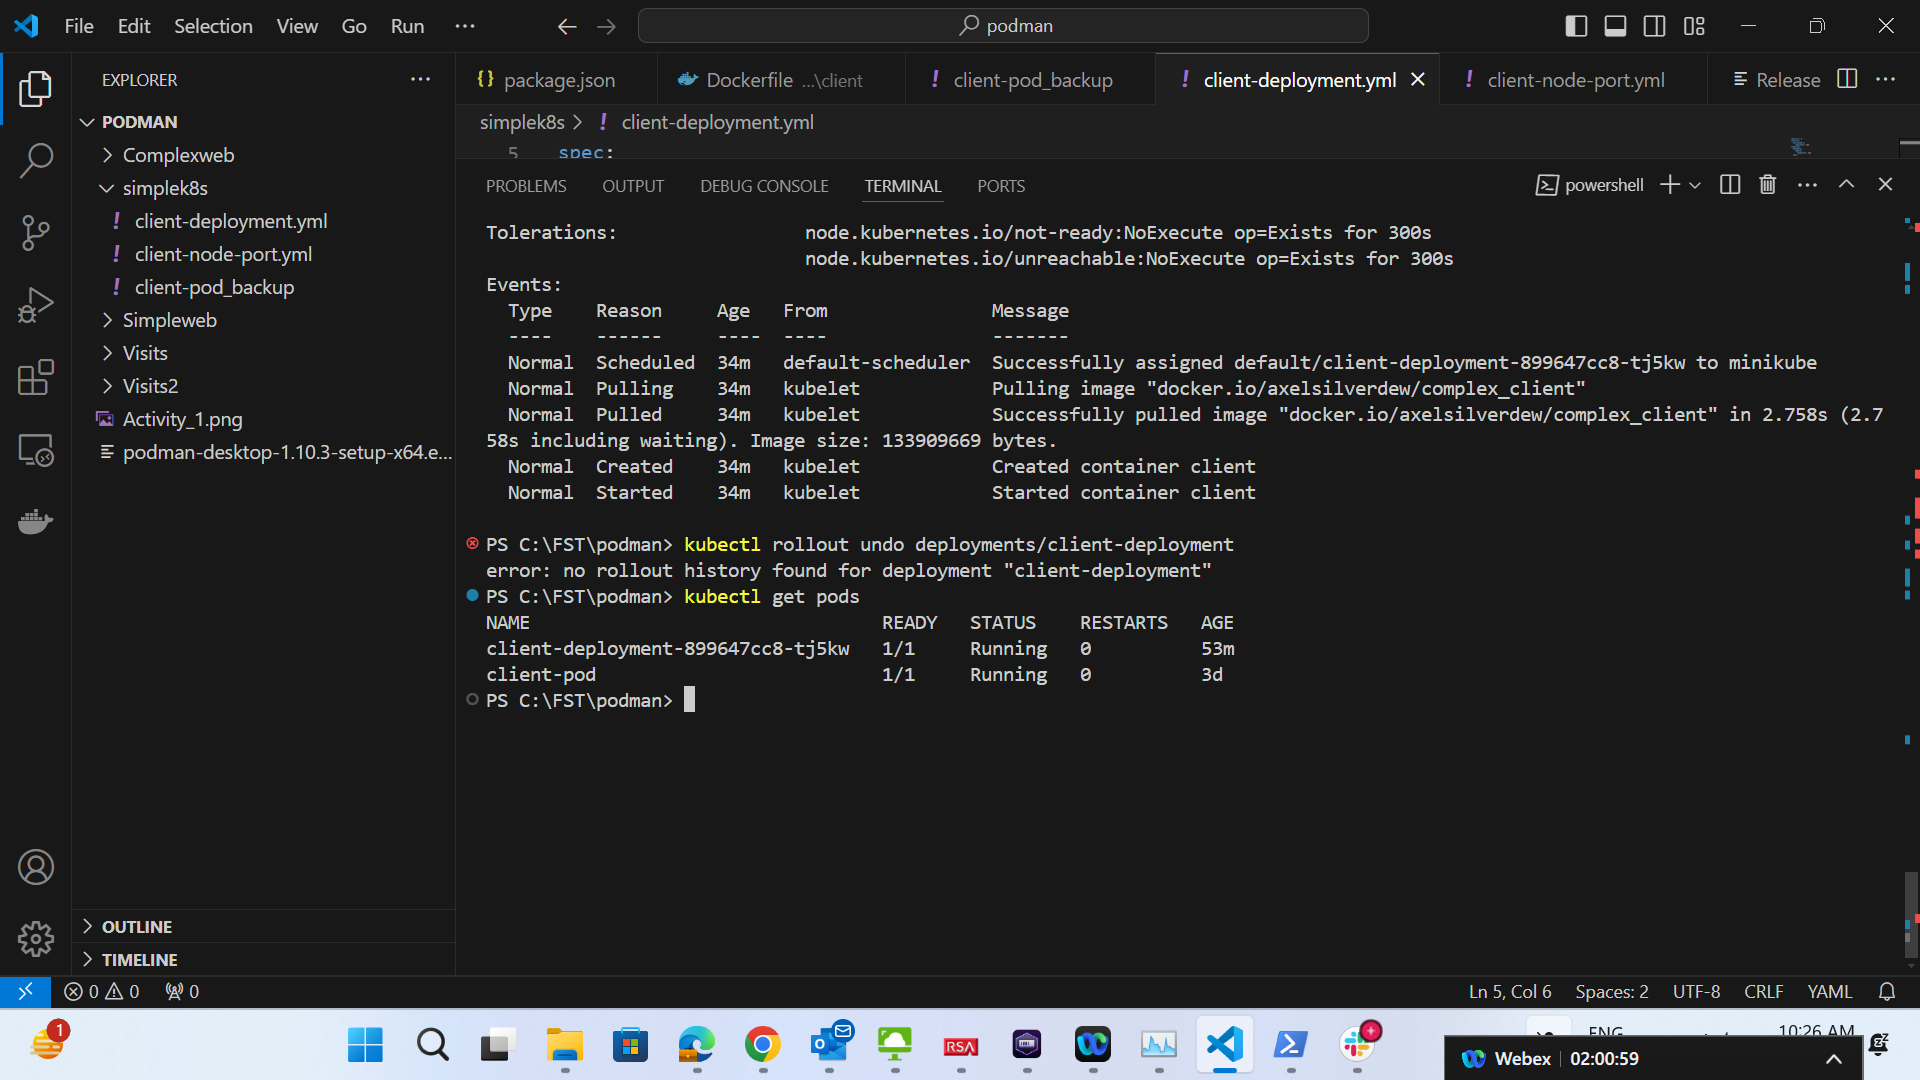 File Edit Selection View Go Run ···
podman
EXPLORER ···
PODMAN
Complexweb
simplek8s
! client-deployment.yml
! client-node-port.yml
! client-pod_backup
Simpleweb
Visits
Visits2
Activity_1.png
podman-desktop-1.10.3-setup-x64.e...
OUTLINE
TIMELINE
{} package.json
Dockerfile ...\client
! client-pod_backup
! client-deployment.yml
! client-node-port.yml
Release ···
simplek8s > ! client-deployment.yml
5 spec:
PROBLEMS OUTPUT DEBUG CONSOLE TERMINAL PORTS
powershell
Tolerations: node.kubernetes.io/not-ready:NoExecute op=Exists for 300s
node.kubernetes.io/unreachable:NoExecute op=Exists for 300s
Events:
Type Reason Age From Message
---- ------ ---- ---- -------
Normal Scheduled 34m default-scheduler Successfully assigned default/client-deployment-899647cc8-tj5kw to minikube
Normal Pulling 34m kubelet Pulling image "docker.io/axelsilverdew/complex_client"
Normal Pulled 34m kubelet Successfully pulled image "docker.io/axelsilverdew/complex_client" in 2.758s (2.7
58s including waiting). Image size: 133909669 bytes.
Normal Created 34m kubelet Created container client
Normal Started 34m kubelet Started container client
PS C:\FST\podman> kubectl rollout undo deployments/client-deployment
error: no rollout history found for deployment "client-deployment"
PS C:\FST\podman> kubectl get pods
NAME READY STATUS RESTARTS AGE
client-deployment-899647cc8-tj5kw 1/1 Running 0 53m
client-pod 1/1 Running 0 3d
PS C:\FST\podman>
0 0 0
Ln 5, Col 6 Spaces: 2 UTF-8 CRLF YAML
1
RSA
ENG
10:26 AM
Webex 02:00:59